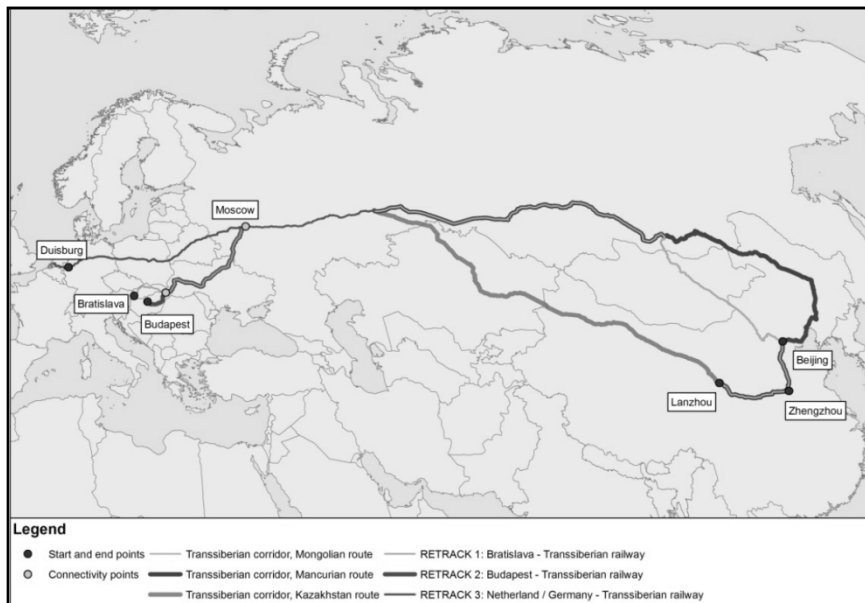 Moscow
Duisburg
Bratislava
Budapest
Beijing
Lanzhou
Zhengzhou
Legend
Start and end points
Transsiberian corridor, Mongolian route
RETRACK 1: Bratislava - Transsiberian railway
Connectivity points
Transsiberian corridor, Mancurian route
RETRACK 2: Budapest - Transsiberian railway
Transsiberian corridor, Kazakhstan route
RETRACK 3: Netherland / Germany - Transsiberian railway